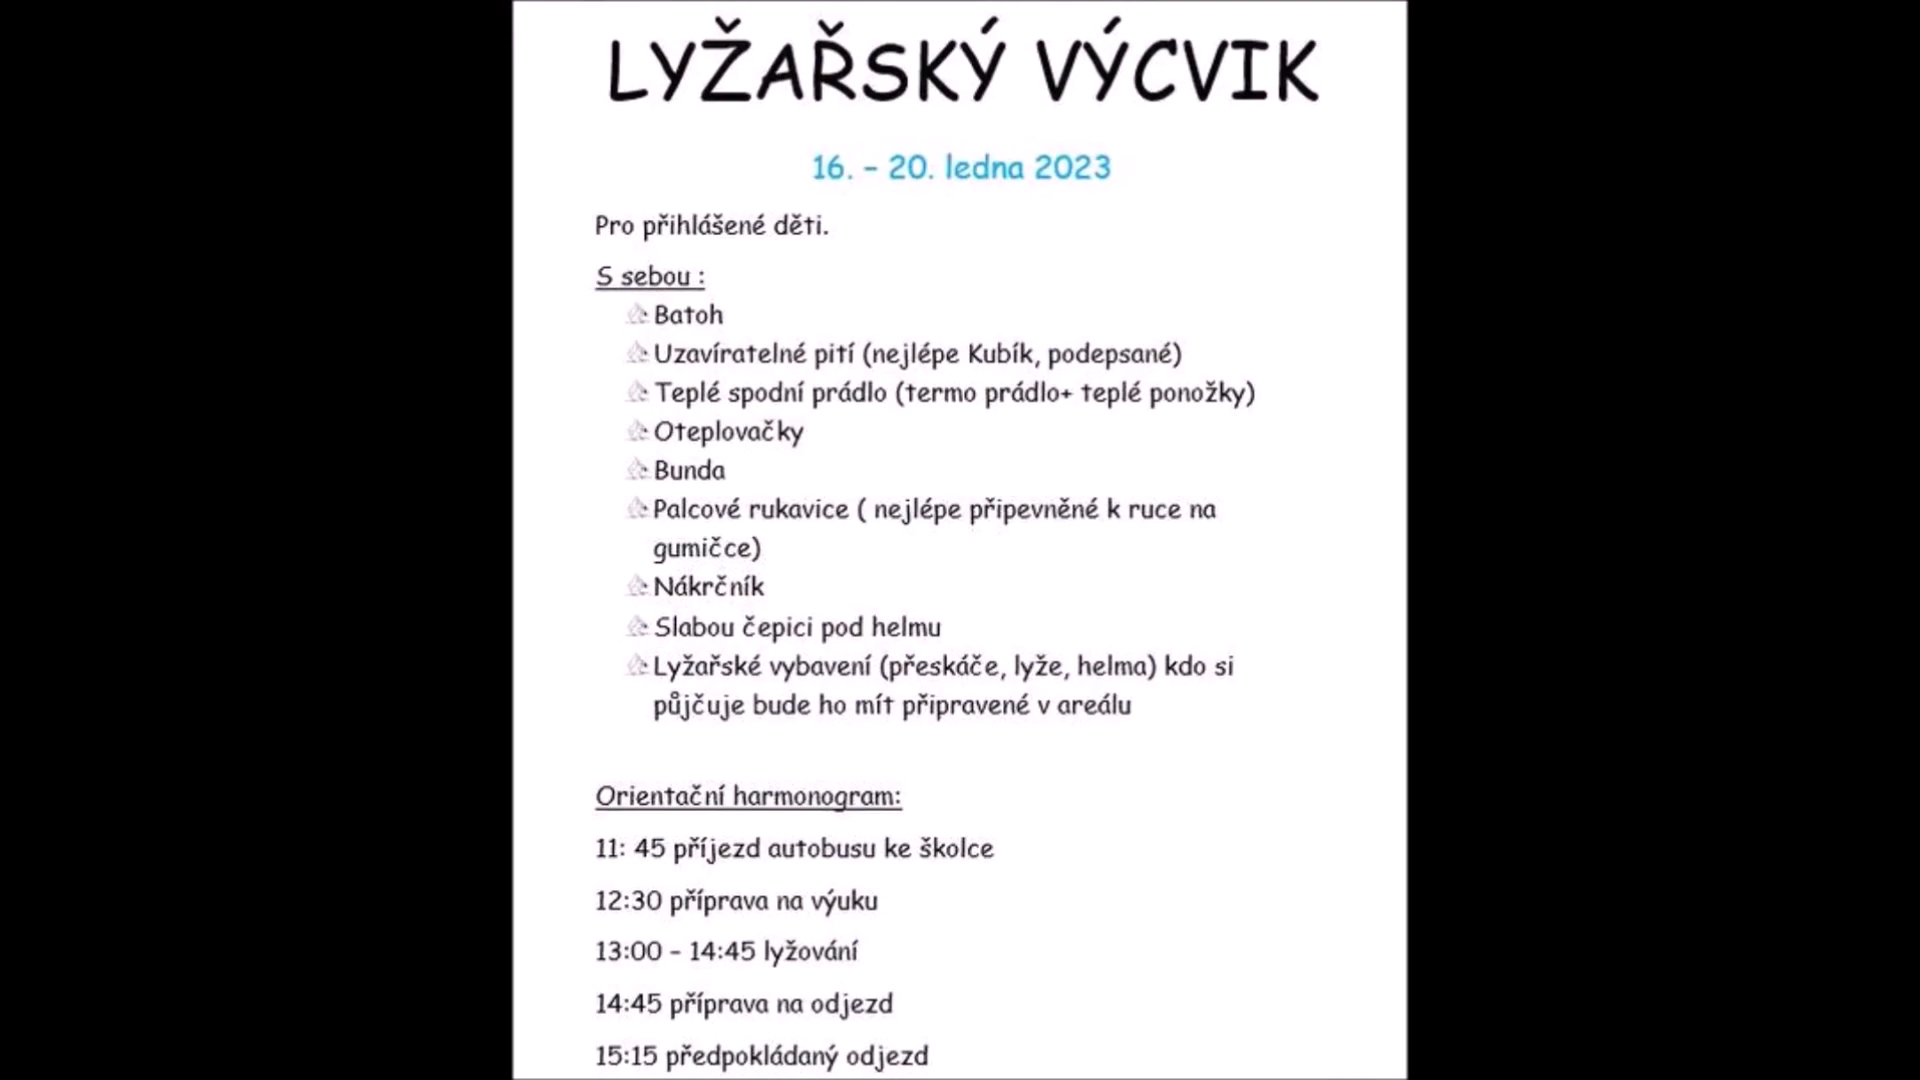 LYŽAŘSKÝ VÝCVIK
16. – 20. ledna 2023
Pro přihlášené děti.
S sebou :
Batoh
Uzavíratelné pití (nejlépe Kubík, podepsané)
Teplé spodní prádlo (termo prádlo+ teplé ponožky)
Oteplovačky
Bunda
Palcové rukavice ( nejlépe připevněné k ruce na
gumičce)
Nákrčník
Slabou čepici pod helmu
Lyžařské vybavení (přeskáče, lyže, helma) kdo si
půjčuje bude ho mít připravené v areálu
Orientační harmonogram:
11: 45 příjezd autobusu ke školce
12:30 příprava na výuku
13:00 – 14:45 lyžování
14:45 příprava na odjezd
15:15 předpokládaný odjezd